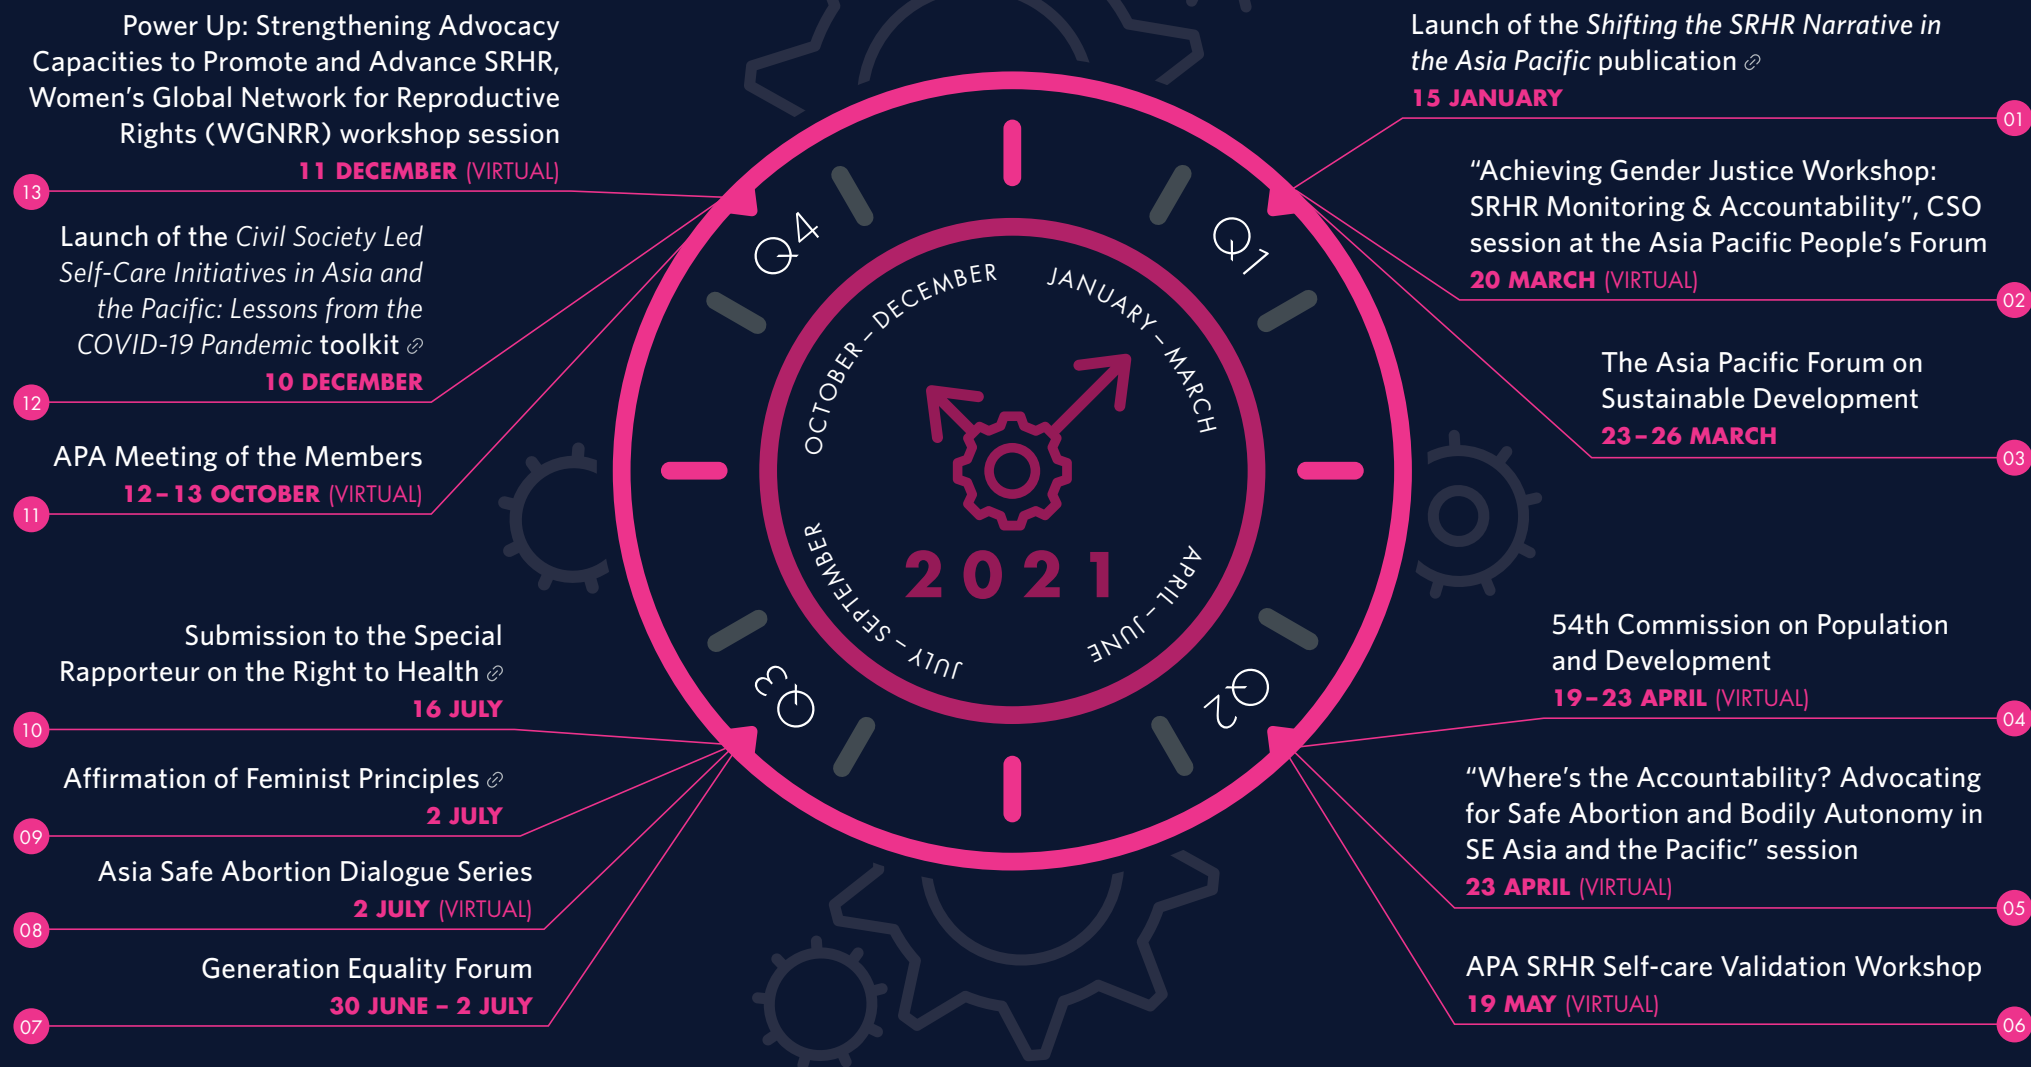 Launch of the Shifting the SRHR Narrative in
the Asia Pacific publication
15 JANUARY
01
“Achieving Gender Justice Workshop:
SRHR Monitoring & Accountability”, CSO
session at the Asia Pacific People’s Forum
20 MARCH (VIRTUAL)
02
The Asia Pacific Forum on
Sustainable Development
23–26 MARCH
03
54th Commission on Population
and Development
19–23 APRIL (VIRTUAL)
04
“Where’s the Accountability? Advocating
for Safe Abortion and Bodily Autonomy in
SE Asia and the Pacific” session
23 APRIL (VIRTUAL)
05
APA SRHR Self-care Validation Workshop
19 MAY (VIRTUAL)
06
Generation Equality Forum
30 JUNE – 2 JULY
07
Asia Safe Abortion Dialogue Series
2 JULY (VIRTUAL)
08
Affirmation of Feminist Principles
2 JULY
09
Submission to the Special
Rapporteur on the Right to Health
16 JULY
10
APA Meeting of the Members
12–13 OCTOBER (VIRTUAL)
11
Launch of the Civil Society Led
Self-Care Initiatives in Asia and
the Pacific: Lessons from the
COVID-19 Pandemic toolkit
10 DECEMBER
12
Power Up: Strengthening Advocacy
Capacities to Promote and Advance SRHR,
Women’s Global Network for Reproductive
Rights (WGNRR) workshop session
11 DECEMBER (VIRTUAL)
13
Q1
JANUARY – MARCH
Q2
APRIL – JUNE
Q3
JULY – SEPTEMBER
Q4
OCTOBER – DECEMBER
2021